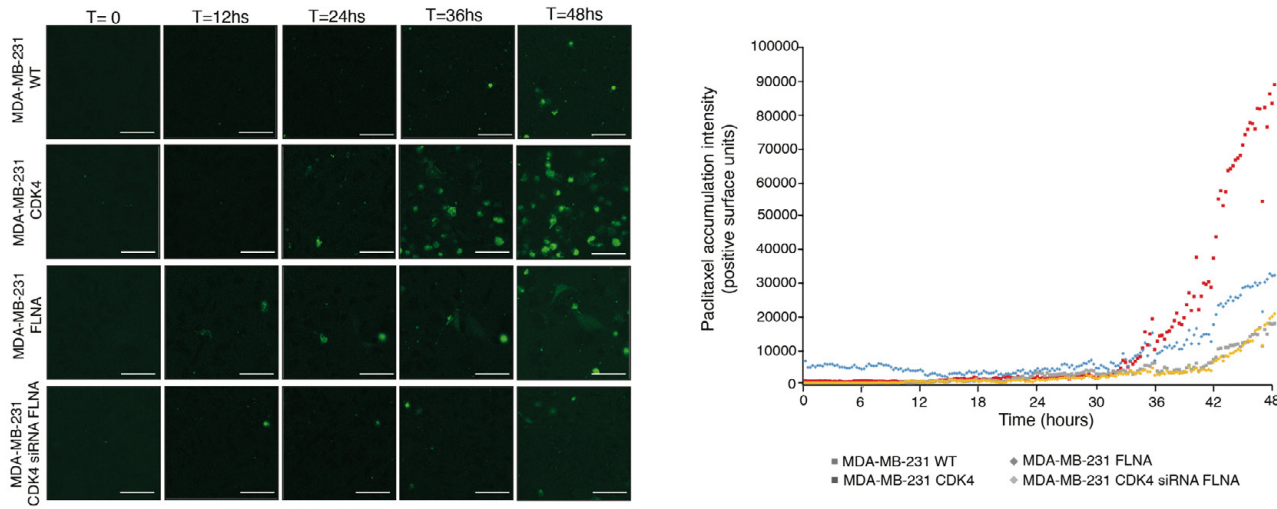 T= 0 T=12hs T=24hs T=36hs T=48hs
MDA-MB-231
WT
MDA-MB-231
CDK4
MDA-MB-231
FLNA
MDA-MB-231
CDK4 siRNA FLNA
Paclitaxel accumulation intensity
(positive surface units)
100000
90000
80000
70000
60000
50000
40000
30000
20000
10000
0
0 6 12 18 24 30 36 42 48
Time (hours)
MDA-MB-231 WT MDA-MB-231 FLNA
MDA-MB-231 CDK4 MDA-MB-231 CDK4 siRNA FLNA